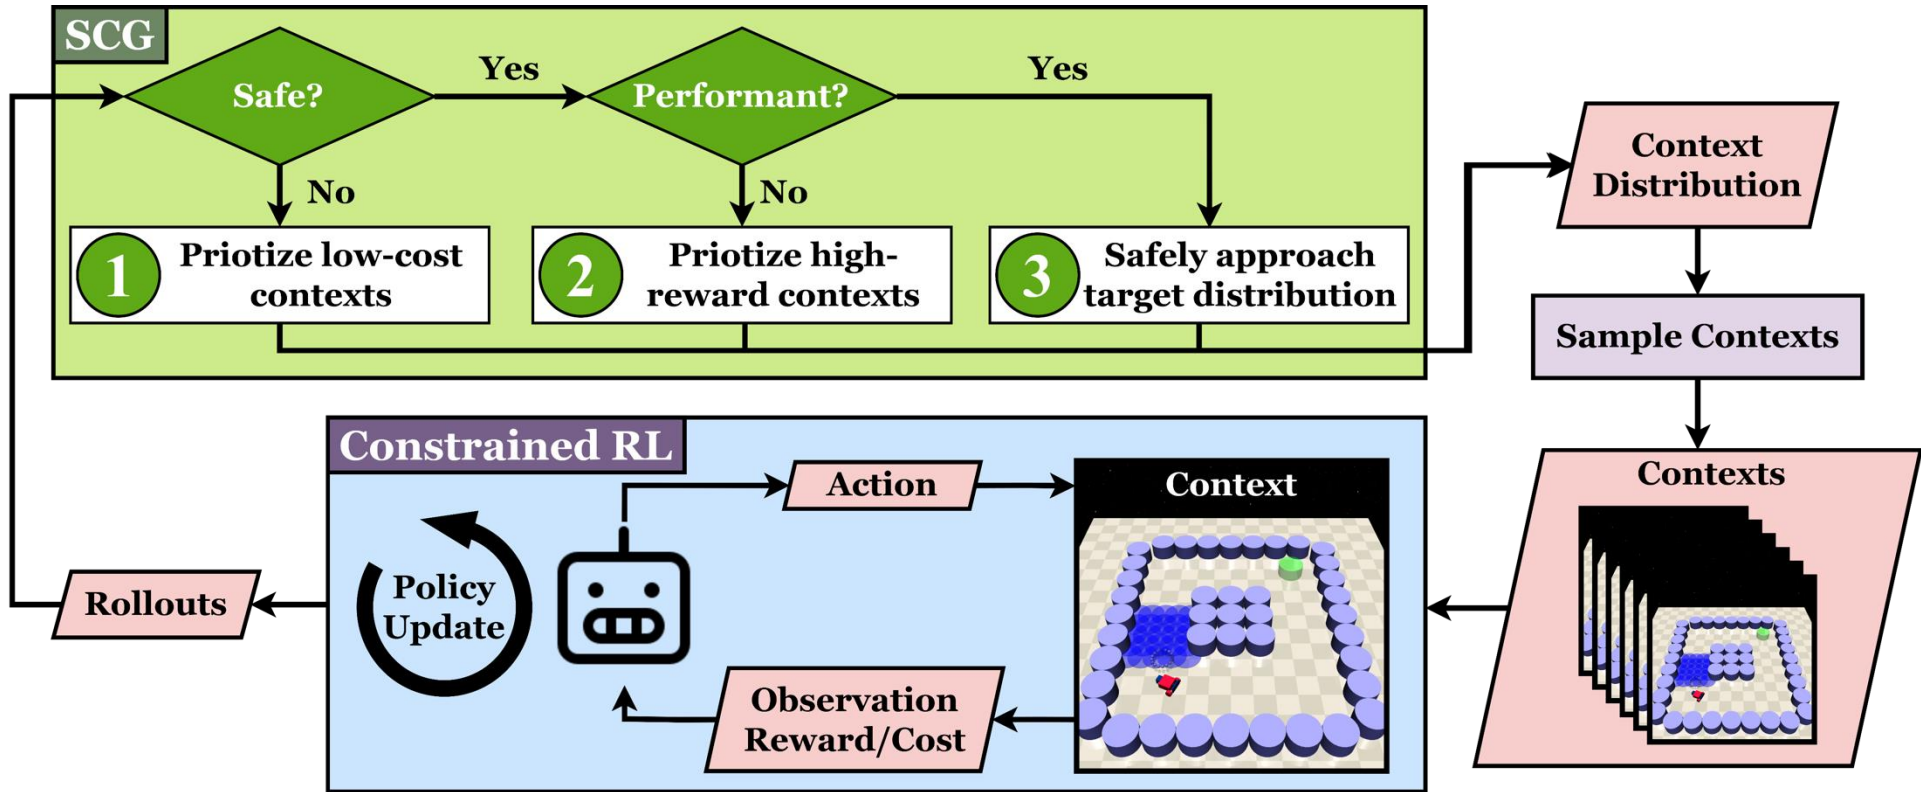 SCG
Safe?
Yes
Performant?
Yes
No
No
1
Priotize low-cost
contexts
2
Priotize high-
reward contexts
3
Safely approach
target distribution
Context
Distribution
Sample Contexts
Contexts
Constrained RL
Action
Context
Policy
Update
Observation
Reward/Cost
Rollouts